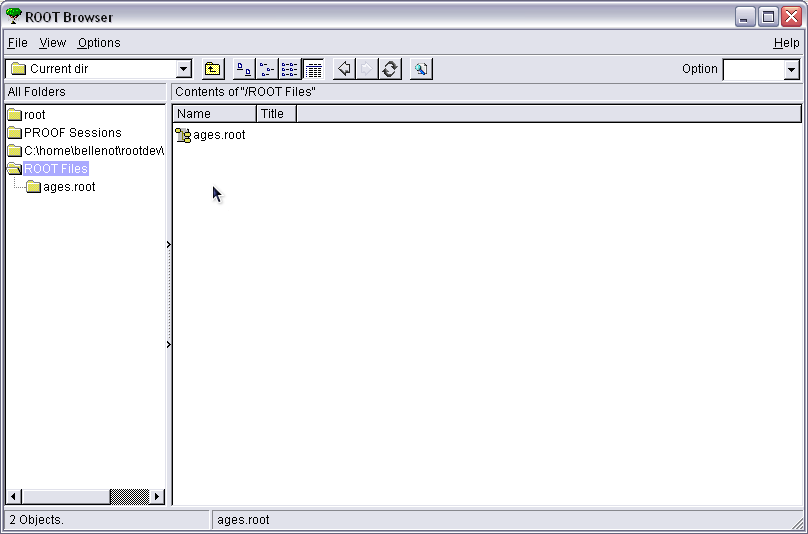 ROOT Browser
File View Options Help
Current dir Option
All Folders Contents of "/ROOT Files"
Name Title
root
PROOF Sessions
C:\home\bellenot\rootdev\
ROOT Files
ages.root
ages.root
2 Objects. ages.root